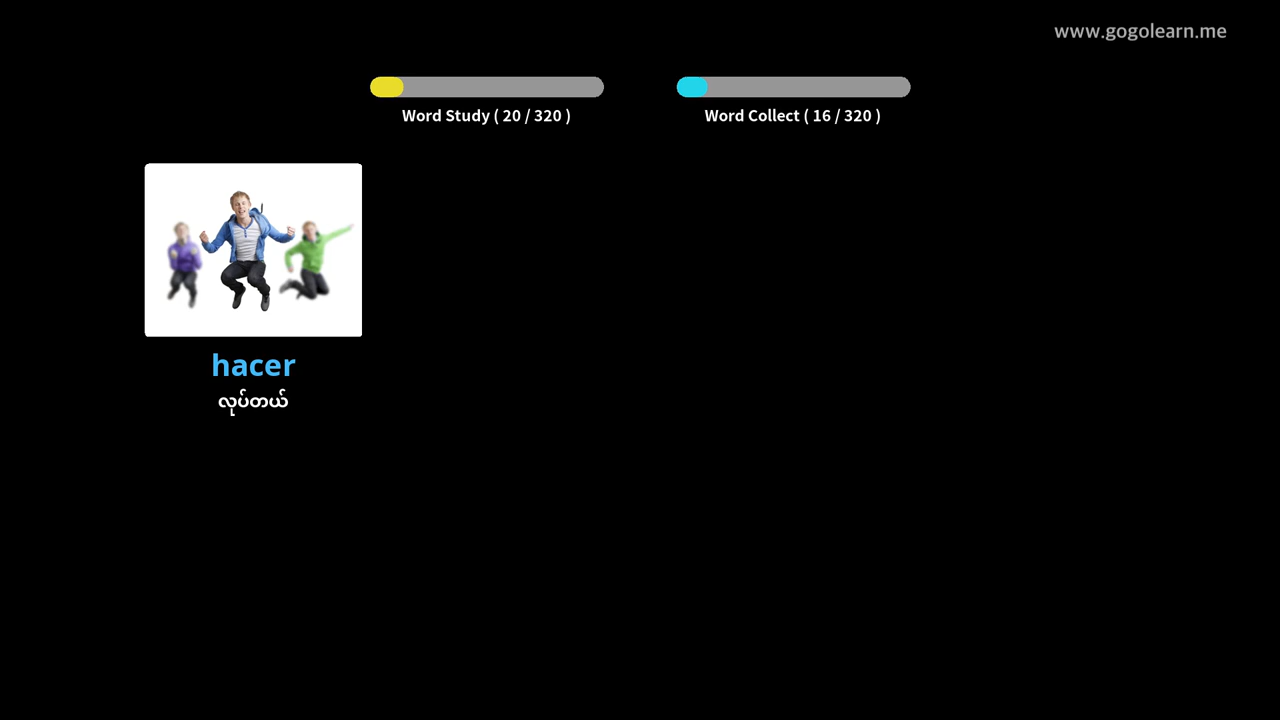 www.gogolearn.me
Word Study ( 20 / 320 )
Word Collect ( 16 / 320 )
hacer
လုပ်တယ်